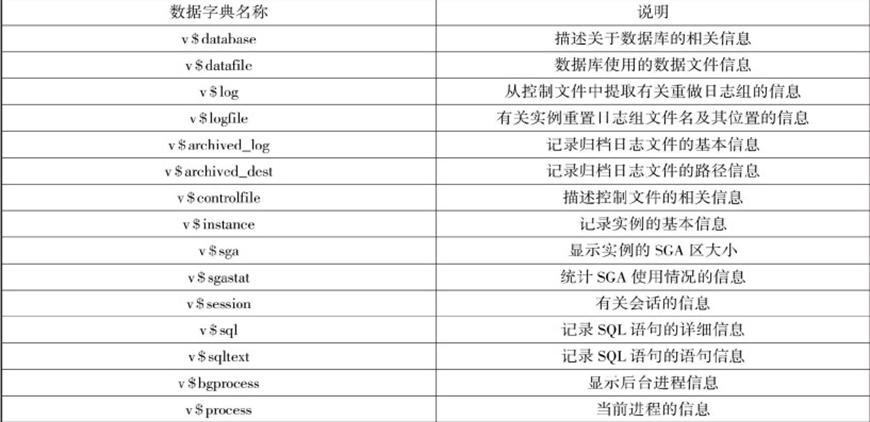 数据字典名称 说明
v$database 描述关于数据库的相关信息
v$datafile 数据库使用的数据文件信息
v$log 从控制文件中提取有关重做日志组的信息
v$logfile 有关实例重置日志组文件名及其位置的信息
v$archived_log 记录归档日志文件的基本信息
v$archived_dest 记录归档日志文件的路径信息
v$controlfile 描述控制文件的相关信息
v$instance 记录实例的基本信息
v$sga 显示实例的 SGA 区大小
v$sgastat 统计 SGA 使用情况的信息
v$session 有关会话的信息
v$sql 记录 SQL 语句的详细信息
v$sqltext 记录 SQL 语句的语句信息
v$bgprocess 显示后台进程信息
v$process 当前进程的信息